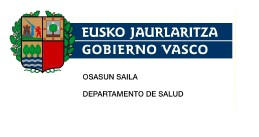 EUSKO JAURLARITZA
GOBIERNO VASCO
OSASUN SAILA
DEPARTAMENTO DE SALUD